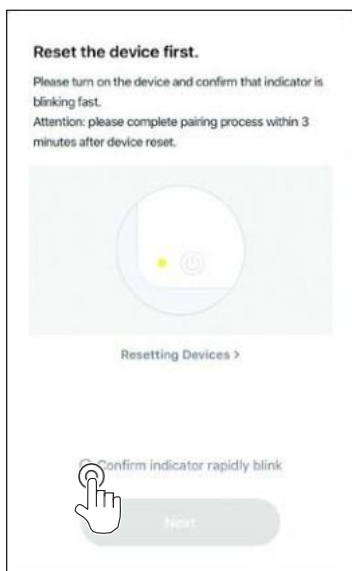 Reset the device first.
Please turn on the device and confirm that indicator is
blinking fast.
Attention: please complete pairing process within 3
minutes after device reset.
Resetting Devices >
Confirm indicator rapidly blink
Next